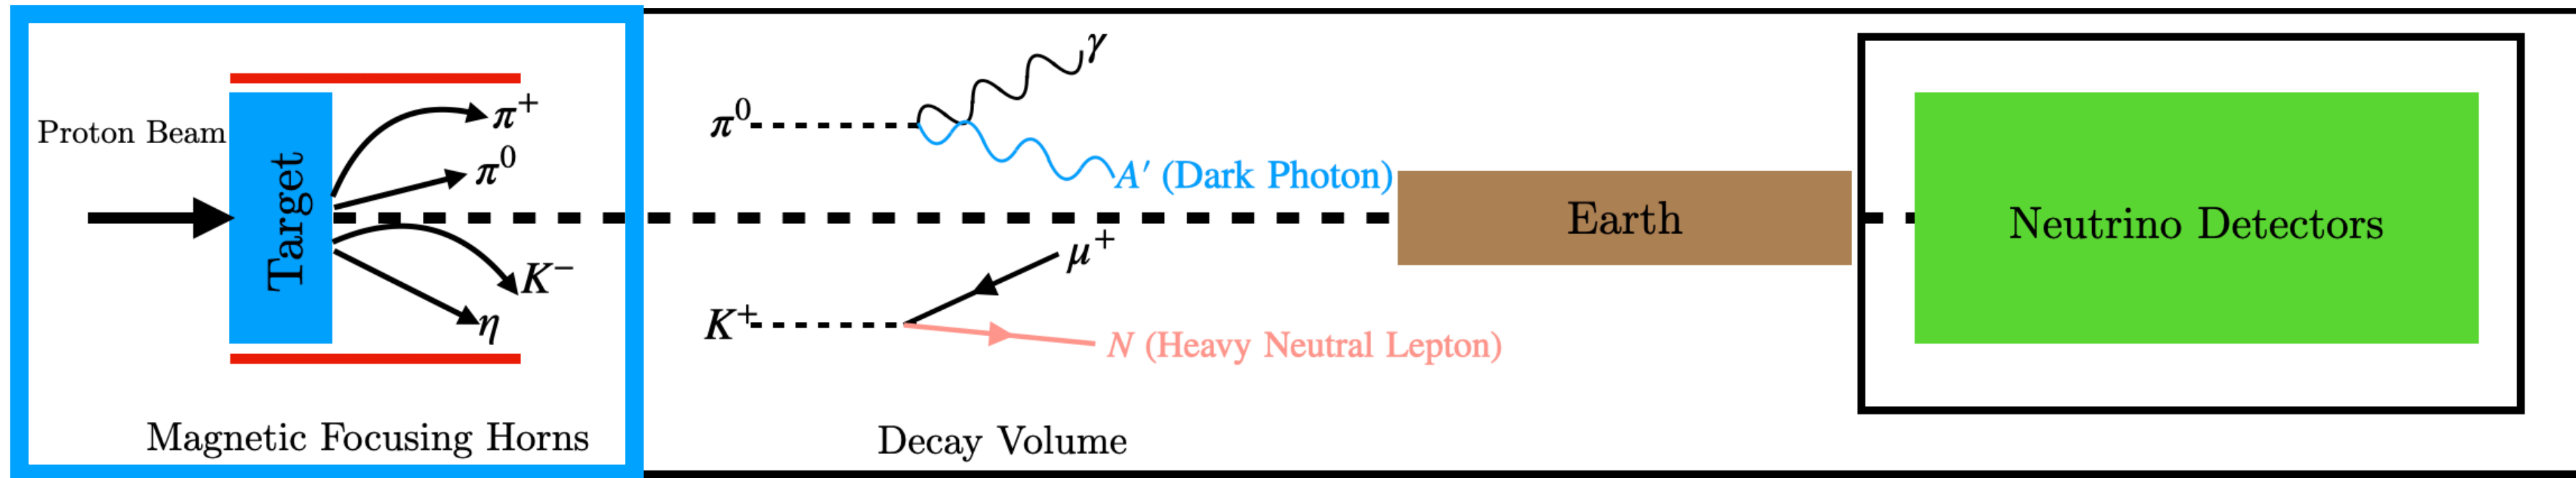 Proton Beam
Target
π⁺
π⁰
K⁻
η
Magnetic Focusing Horns
π⁰
γ
A′ (Dark Photon)
K⁺
μ⁺
N (Heavy Neutral Lepton)
Decay Volume
Earth
Neutrino Detectors